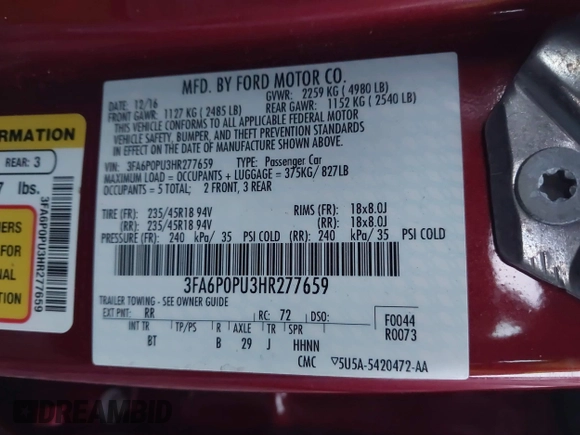 MFD. BY FORD MOTOR CO.
DATE: 12/16 GVWR: 2259 KG ( 4980 LB)
FRONT GAWR: 1127 KG ( 2485 LB) REAR GAWR: 1152 KG ( 2540 LB)
THIS VEHICLE CONFORMS TO ALL APPLICABLE FEDERAL MOTOR
VEHICLE SAFETY, BUMPER, AND THEFT PREVENTION STANDARDS
IN EFFECT ON THE DATE OF MANUFACTURE SHOWN ABOVE.
VIN: 3FA6P0PU3HR277659 TYPE: Passenger Car
MAXIMUM LOAD = OCCUPANTS + LUGGAGE = 375KG/ 827LB
OCCUPANTS = 5 TOTAL: 2 FRONT, 3 REAR
TIRE (FR): 235/45R18 94V RIMS (FR): 18x8.0J
(RR): 235/45R18 94V (RR): 18x8.0J
PRESSURE (FR): 240 kPa/ 35 PSI COLD (RR): 240 kPa/ 35 PSI COLD
3FA6P0PU3HR277659
TRAILER TOWING - SEE OWNER GUIDE
EXT PNT: RR RC: 72 DSO:
F0044
R0073
INT TR TP/PS R AXLE TR SPR
BT B 29 J HHNN
CMC 5U5A-5420472-AA
ORMATION
REAR: 3
7 lbs.
3FA6P0PU3HR277659
NERS
FOR
ONAL
TION
DREAMBID